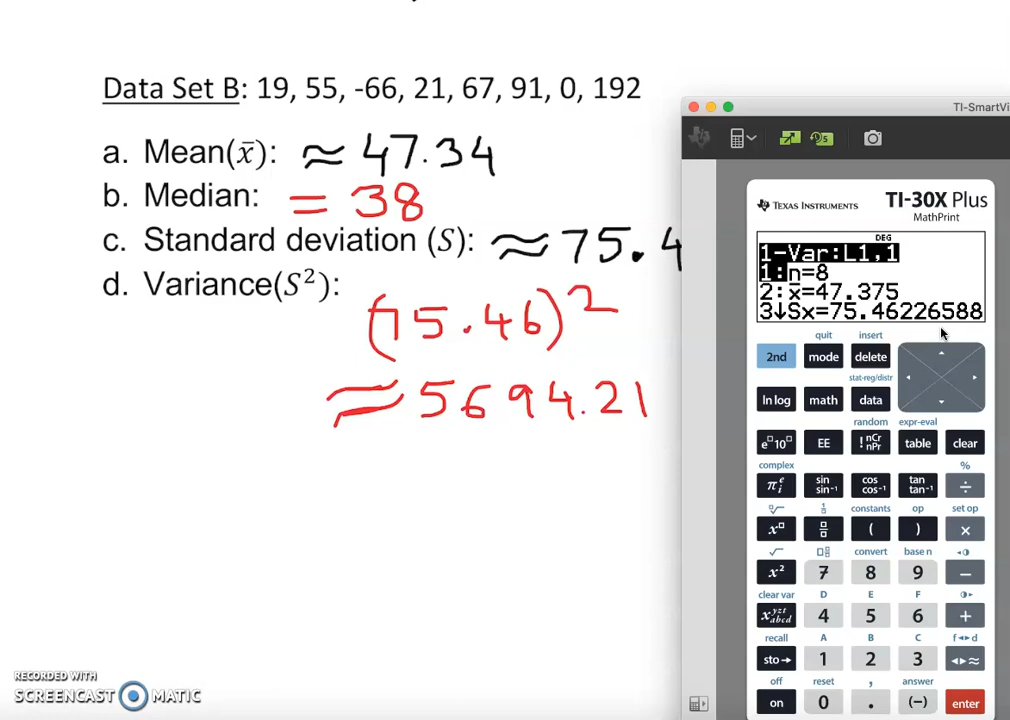 Data Set B: 19, 55, -66, 21, 67, 91, 0, 192
a. Mean(x̄): ≈ 47.34
b. Median: = 38
c. Standard deviation (S): ≈ 75.4
d. Variance(S²):
(75.46)²
≈ 5694.21
RECORDED WITH
SCREENCAST MATIC
TI-SmartVi
TEXAS INSTRUMENTS TI-30X Plus
MathPrint
DEG
1-Var:L1,1
1:n=8
2:x̄=47.375
3↓Sx=75.46226588
quit insert
2nd mode delete
stat-reg/distr
ln log math data
random expr-eval
e□10□ EE ! nCr nPr table clear
complex %
π e i sin sin-1 cos cos-1 tan tan-1 ÷
□√ 1/□ constants op set op
x□ □/□ ( ) ×
√ □□/□ convert base n
x² 7 8 9 −
clear var D E F
x yzt abcd 4 5 6 +
recall A B C f◄►d
sto→ 1 2 3 ◄►≈
off reset , answer
on 0 . (−) enter